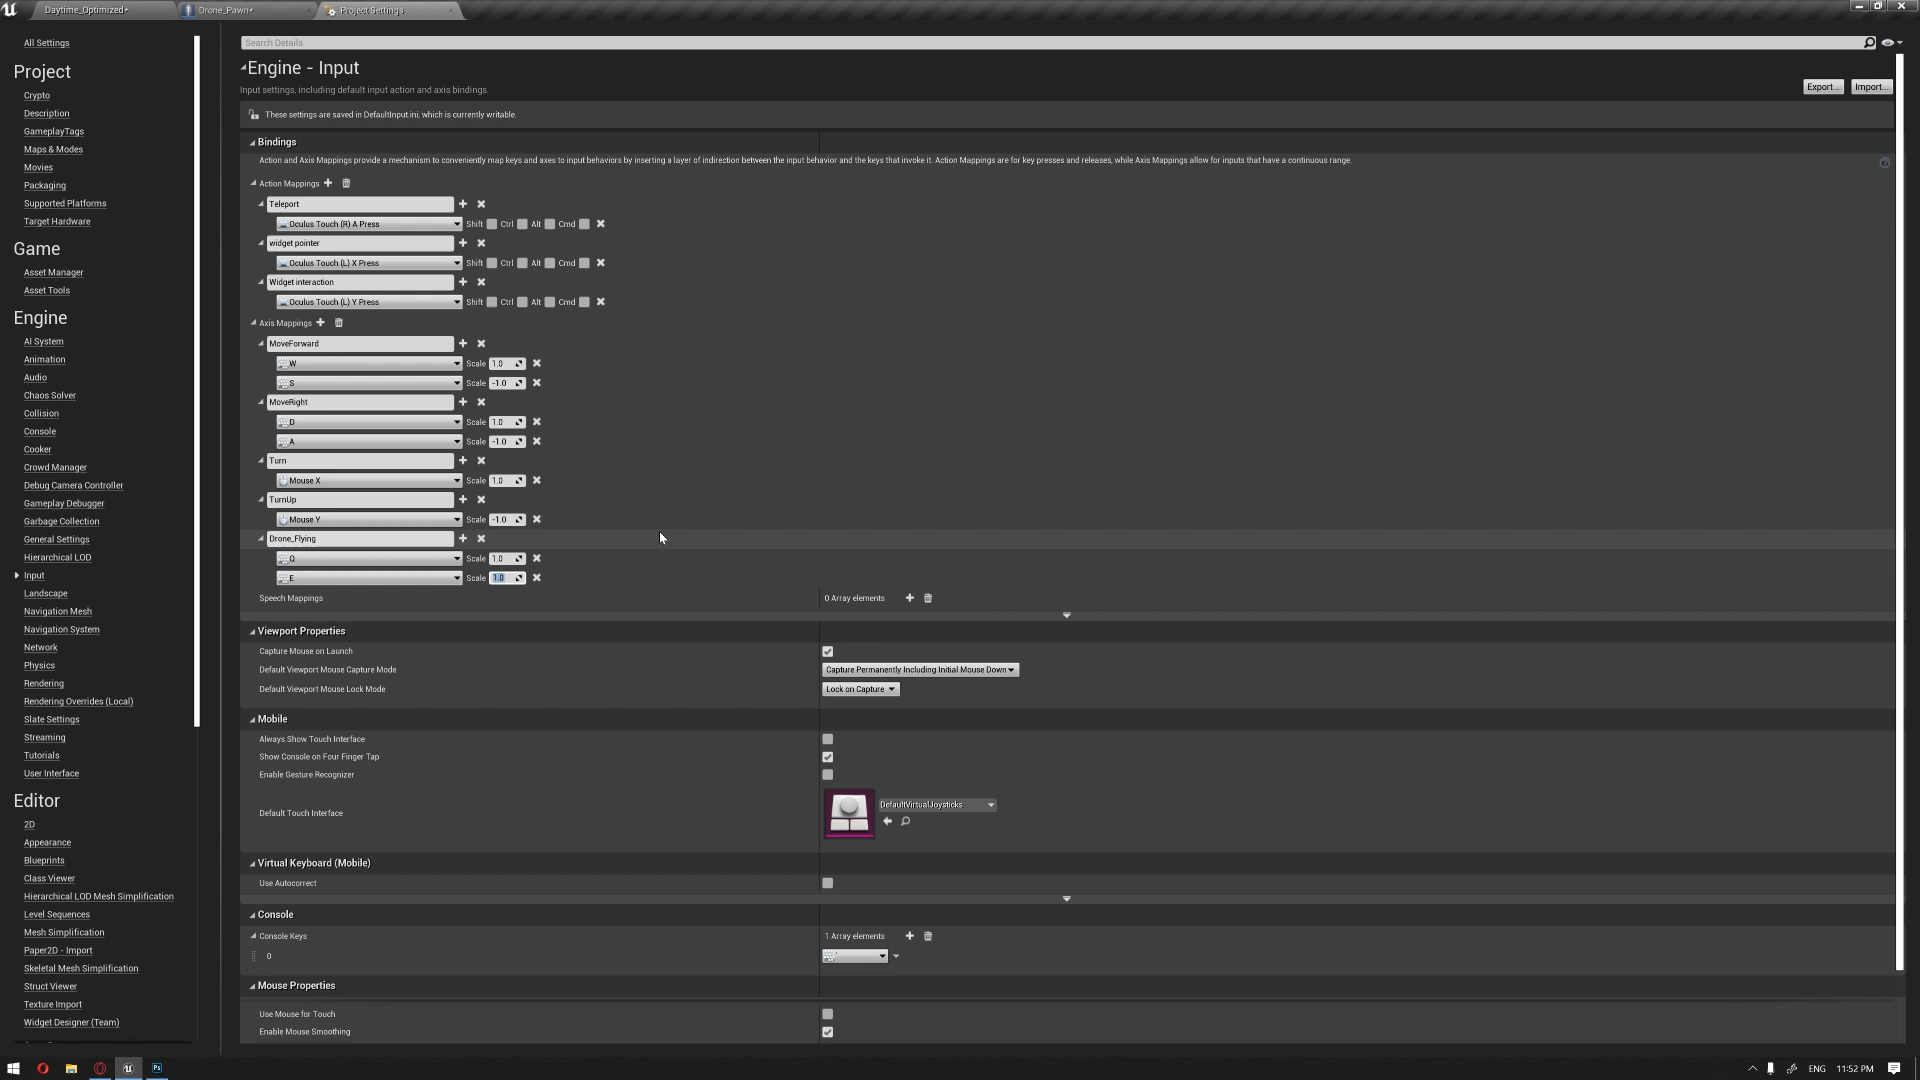 Daytime_Optimized•
Drone_Pawn•
Project Settings
All Settings
Project
Crypto
Description
GameplayTags
Maps & Modes
Movies
Packaging
Supported Platforms
Target Hardware
Game
Asset Manager
Asset Tools
Engine
AI System
Animation
Audio
Chaos Solver
Collision
Console
Cooker
Crowd Manager
Debug Camera Controller
Gameplay Debugger
Garbage Collection
General Settings
Hierarchical LOD
Input
Landscape
Navigation Mesh
Navigation System
Network
Physics
Rendering
Rendering Overrides (Local)
Slate Settings
Streaming
Tutorials
User Interface
Editor
2D
Appearance
Blueprints
Class Viewer
Hierarchical LOD Mesh Simplification
Level Sequences
Mesh Simplification
Paper2D - Import
Skeletal Mesh Simplification
Struct Viewer
Texture Import
Widget Designer (Team)
Search Details
Engine - Input
Input settings, including default input action and axis bindings.
Export...
Import...
These settings are saved in DefaultInput.ini, which is currently writable.
Bindings
Action and Axis Mappings provide a mechanism to conveniently map keys and axes to input behaviors by inserting a layer of indirection between the input behavior and the keys that invoke it. Action Mappings are for key presses and releases, while Axis Mappings allow for inputs that have a continuous range.
Action Mappings
Teleport
Oculus Touch (R) A Press Shift Ctrl Alt Cmd
widget pointer
Oculus Touch (L) X Press Shift Ctrl Alt Cmd
Widget interaction
Oculus Touch (L) Y Press Shift Ctrl Alt Cmd
Axis Mappings
MoveForward
W Scale 1.0
S Scale -1.0
MoveRight
D Scale 1.0
A Scale -1.0
Turn
Mouse X Scale 1.0
TurnUp
Mouse Y Scale -1.0
Drone_Flying
Q Scale 1.0
E Scale 1.0
Speech Mappings 0 Array elements
Viewport Properties
Capture Mouse on Launch
Default Viewport Mouse Capture Mode Capture Permanently Including Initial Mouse Down
Default Viewport Mouse Lock Mode Lock on Capture
Mobile
Always Show Touch Interface
Show Console on Four Finger Tap
Enable Gesture Recognizer
Default Touch Interface DefaultVirtualJoysticks
Virtual Keyboard (Mobile)
Use Autocorrect
Console
Console Keys 1 Array elements
0
Mouse Properties
Use Mouse for Touch
Enable Mouse Smoothing
Ps
ENG 11:52 PM